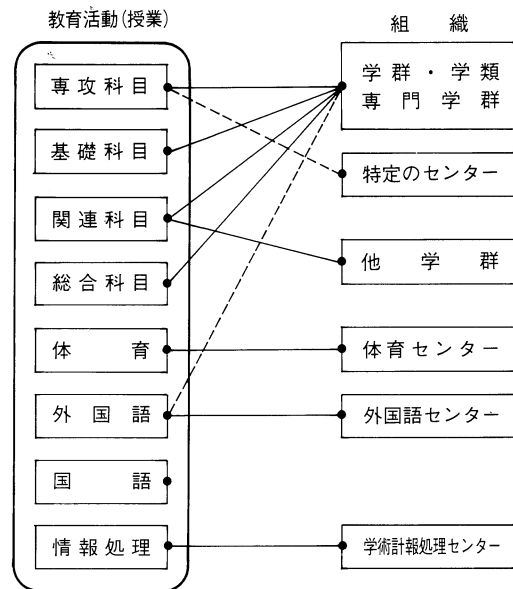 教育活動(授業)
専攻科目
基礎科目
関連科目
総合科目
体育
外国語
国語
情報処理
組織
学群・学類
専門学群
特定のセンター
他学群
体育センター
外国語センター
学術計報処理センター